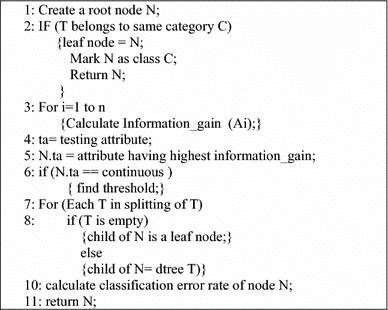 1: Create a root node N;
2: IF (T belongs to same category C)
{leaf node = N;
Mark N as class C;
Return N;
}
3: For i=1 to n
{Calculate Information_gain (Ai);}
4: ta= testing attribute;
5: N.ta = attribute having highest information_gain;
6: if (N.ta == continuous )
{ find threshold;}
7: For (Each T in splitting of T)
8: if (T is empty)
{child of N is a leaf node;}
else
{child of N= dtree T)}
10: calculate classification error rate of node N;
11: return N;